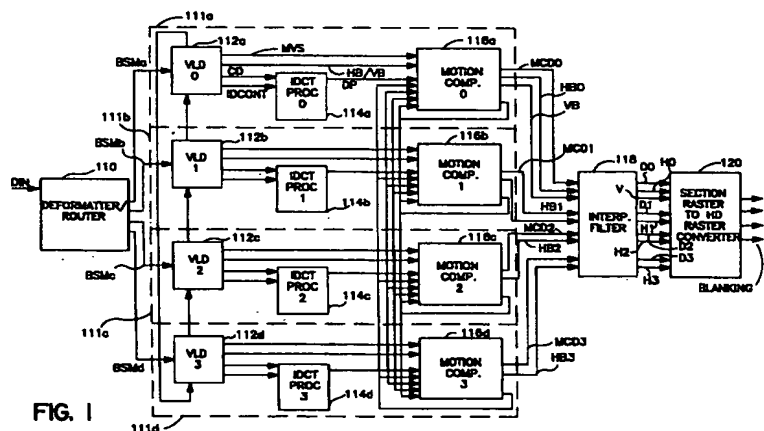 111a
112a
VLD
0
MVS
HB/VB
CD
IDCONT
DP
IDCT
PROC
0
114a
116a
MOTION
COMP.
0
MCD0
HB0
VB
BSMa
111b
112b
BSMb
VLD
1
IDCT
PROC
1
114b
116b
MOTION
COMP.
1
MCD1
HB1
DIN
110
DEFORMATTER/
ROUTER
118
INTERP.
FILTER
D0
H0
V
D1
H1
H2
D2
D3
H3
120
SECTION
RASTER
TO HD
RASTER
CONVERTER
BLANKING
112c
BSMc
VLD
2
IDCT
PROC
2
114c
111c
116c
MOTION
COMP.
2
MCD2
HB2
112d
BSMd
VLD
3
IDCT
PROC
3
114d
111d
116d
MOTION
COMP.
3
MCD3
HB3
FIG. 1